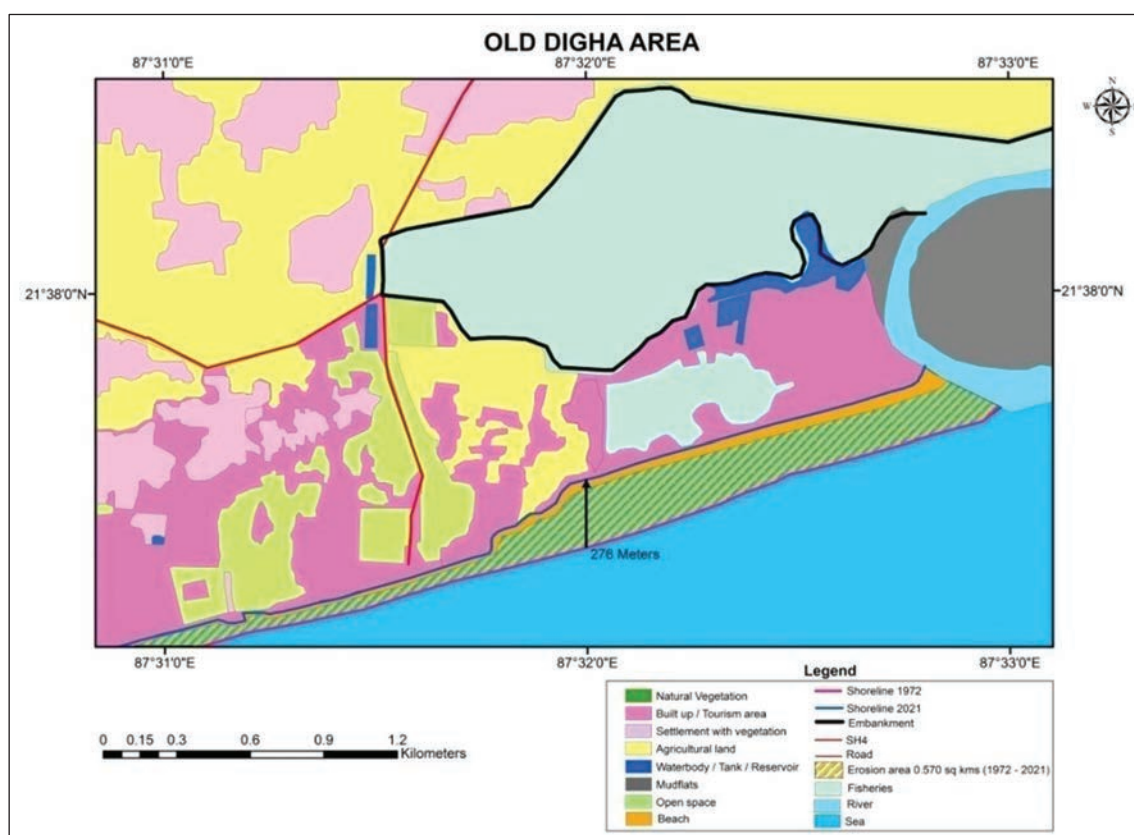 OLD DIGHA AREA
87°31'0"E 87°32'0"E 87°33'0"E
N
W E
S
21°38'0"N 21°38'0"N
276 Meters
87°31'0"E 87°32'0"E 87°33'0"E
Legend
Natural Vegetation
Built up / Tourism area
Settlement with vegetation
Agricultural land
Waterbody / Tank / Reservoir
Mudflats
Open space
Beach
Shoreline 1972
Shoreline 2021
Embankment
SH4
Road
Erosion area 0.570 sq kms (1972 - 2021)
Fisheries
River
Sea
0 0.15 0.3 0.6 0.9 1.2
Kilometers